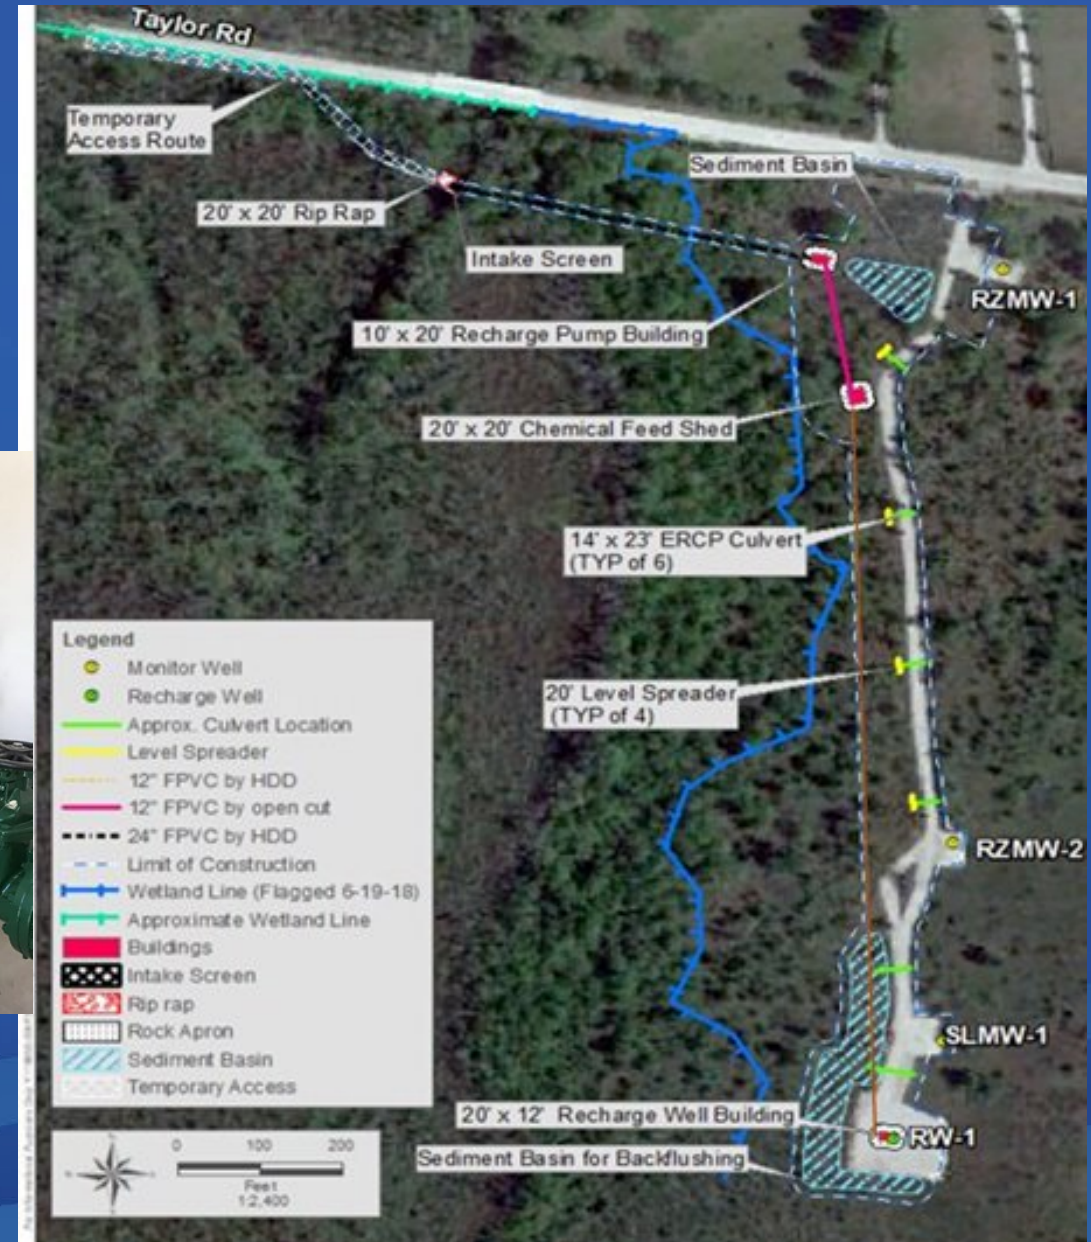 Taylor Rd
Temporary
Access Route
Sediment Basin
20' x 20' Rip Rap
Intake Screen
RZMW-1
10' x 20' Recharge Pump Building
20' x 20' Chemical Feed Shed
14' x 23' ERCP Culvert
(TYP of 6)
20' Level Spreader
(TYP of 4)
RZMW-2
SLMW-1
20' x 12' Recharge Well Building
RW-1
Sediment Basin for Backflushing
Legend
Monitor Well
Recharge Well
Approx. Culvert Location
Level Spreader
12" FPVC by HDD
12" FPVC by open cut
24" FPVC by HDD
Limit of Construction
Wetland Line (Flagged 6-19-18)
Approximate Wetland Line
Buildings
Intake Screen
Rip rap
Rock Apron
Sediment Basin
Temporary Access
0 100 200
Feet
1:2,400